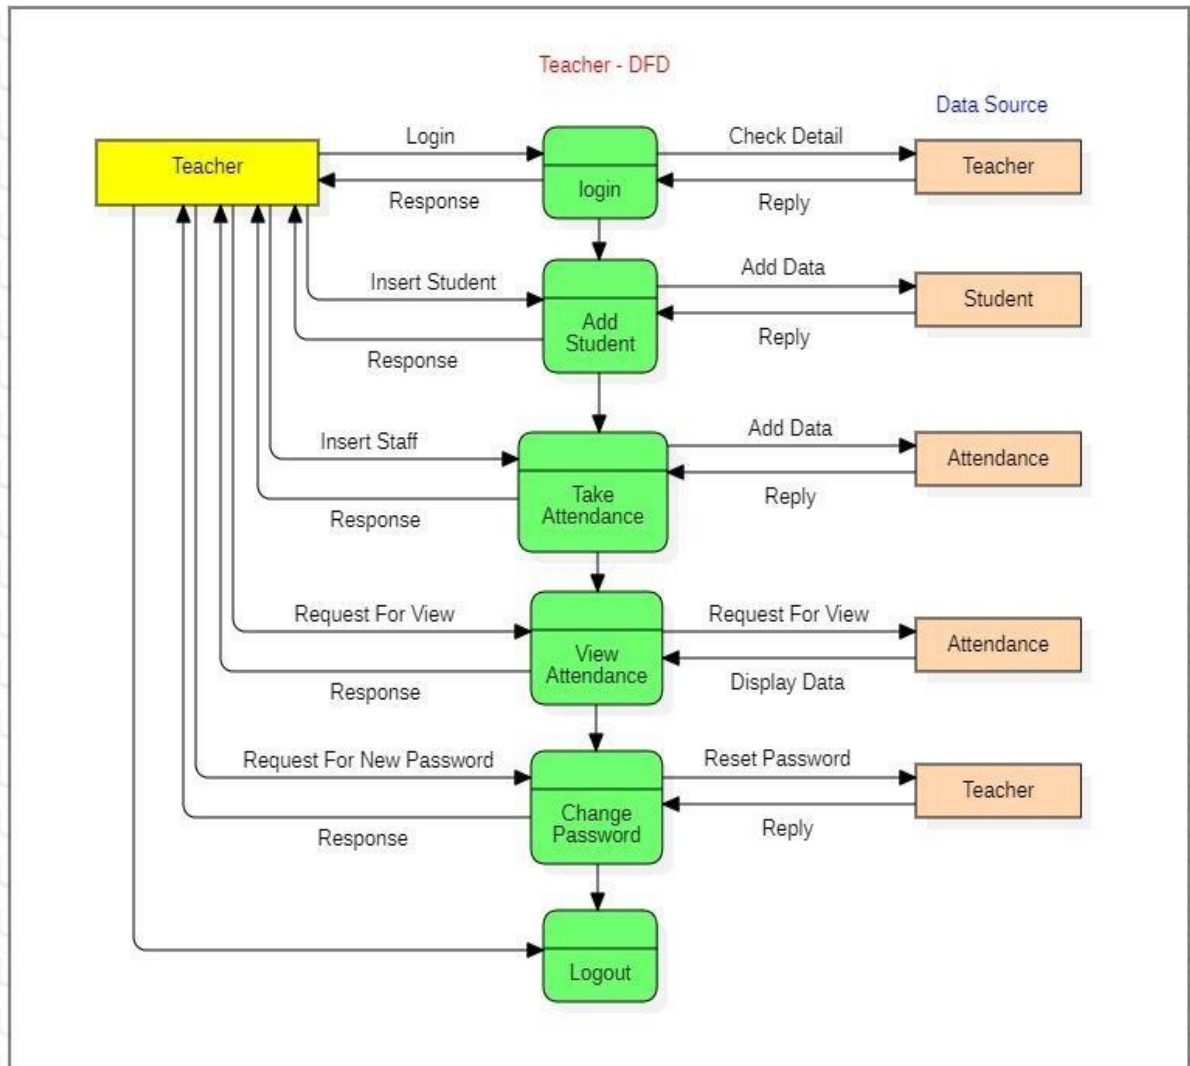 Teacher - DFD
Data Source
Teacher
Login
Response
login
Check Detail
Reply
Teacher
Insert Student
Response
Add
Student
Add Data
Reply
Student
Insert Staff
Response
Take
Attendance
Add Data
Reply
Attendance
Request For View
Response
View
Attendance
Request For View
Display Data
Attendance
Request For New Password
Response
Change
Password
Reset Password
Reply
Teacher
Logout